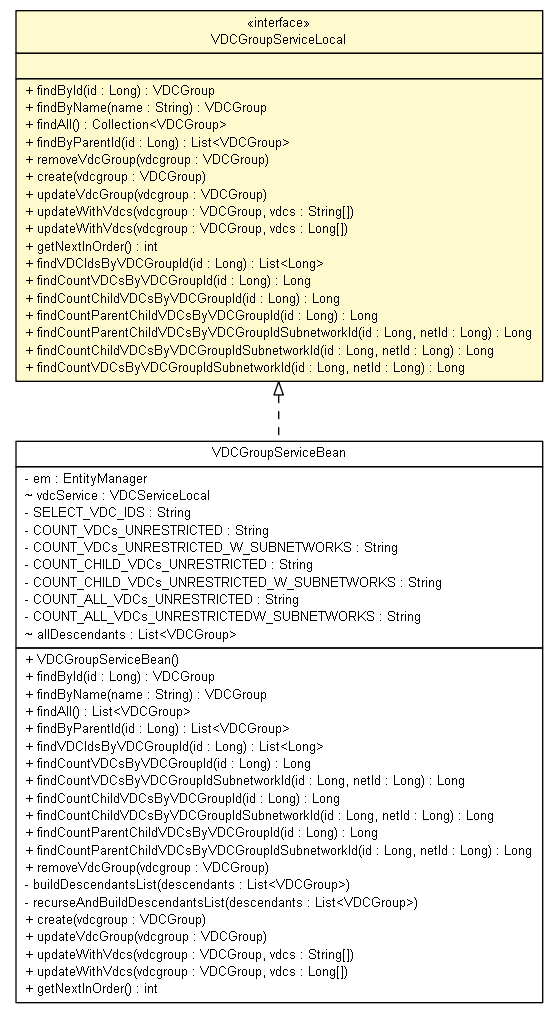 «interface»
VDCGroupServiceLocal
+ findById(id : Long) : VDCGroup
+ findByName(name : String) : VDCGroup
+ findAll() : Collection<VDCGroup>
+ findByParentId(id : Long) : List<VDCGroup>
+ removeVdcGroup(vdcgroup : VDCGroup)
+ create(vdcgroup : VDCGroup)
+ updateVdcGroup(vdcgroup : VDCGroup)
+ updateWithVdcs(vdcgroup : VDCGroup, vdcs : String[])
+ updateWithVdcs(vdcgroup : VDCGroup, vdcs : Long[])
+ getNextInOrder() : int
+ findVDCIdsByVDCGroupId(id : Long) : List<Long>
+ findCountVDCsByVDCGroupId(id : Long) : Long
+ findCountChildVDCsByVDCGroupId(id : Long) : Long
+ findCountParentChildVDCsByVDCGroupId(id : Long) : Long
+ findCountParentChildVDCsByVDCGroupIdSubnetworkId(id : Long, netId : Long) : Long
+ findCountChildVDCsByVDCGroupIdSubnetworkId(id : Long, netId : Long) : Long
+ findCountVDCsByVDCGroupIdSubnetworkId(id : Long, netId : Long) : Long
VDCGroupServiceBean
- em : EntityManager
~ vdcService : VDCServiceLocal
- SELECT_VDC_IDS : String
- COUNT_VDCs_UNRESTRICTED : String
- COUNT_VDCs_UNRESTRICTED_W_SUBNETWORKS : String
- COUNT_CHILD_VDCs_UNRESTRICTED : String
- COUNT_CHILD_VDCs_UNRESTRICTED_W_SUBNETWORKS : String
- COUNT_ALL_VDCs_UNRESTRICTED : String
- COUNT_ALL_VDCs_UNRESTRICTEDW_SUBNETWORKS : String
~ allDescendants : List<VDCGroup>
+ VDCGroupServiceBean()
+ findById(id : Long) : VDCGroup
+ findByName(name : String) : VDCGroup
+ findAll() : List<VDCGroup>
+ findByParentId(id : Long) : List<VDCGroup>
+ findVDCIdsByVDCGroupId(id : Long) : List<Long>
+ findCountVDCsByVDCGroupId(id : Long) : Long
+ findCountVDCsByVDCGroupIdSubnetworkId(id : Long, netId : Long) : Long
+ findCountChildVDCsByVDCGroupId(id : Long) : Long
+ findCountChildVDCsByVDCGroupIdSubnetworkId(id : Long, netId : Long) : Long
+ findCountParentChildVDCsByVDCGroupId(id : Long) : Long
+ findCountParentChildVDCsByVDCGroupIdSubnetworkId(id : Long, netId : Long) : Long
+ removeVdcGroup(vdcgroup : VDCGroup)
- buildDescendantsList(descendants : List<VDCGroup>)
- recurseAndBuildDescendantsList(descendants : List<VDCGroup>)
+ create(vdcgroup : VDCGroup)
+ updateVdcGroup(vdcgroup : VDCGroup)
+ updateWithVdcs(vdcgroup : VDCGroup, vdcs : String[])
+ updateWithVdcs(vdcgroup : VDCGroup, vdcs : Long[])
+ getNextInOrder() : int